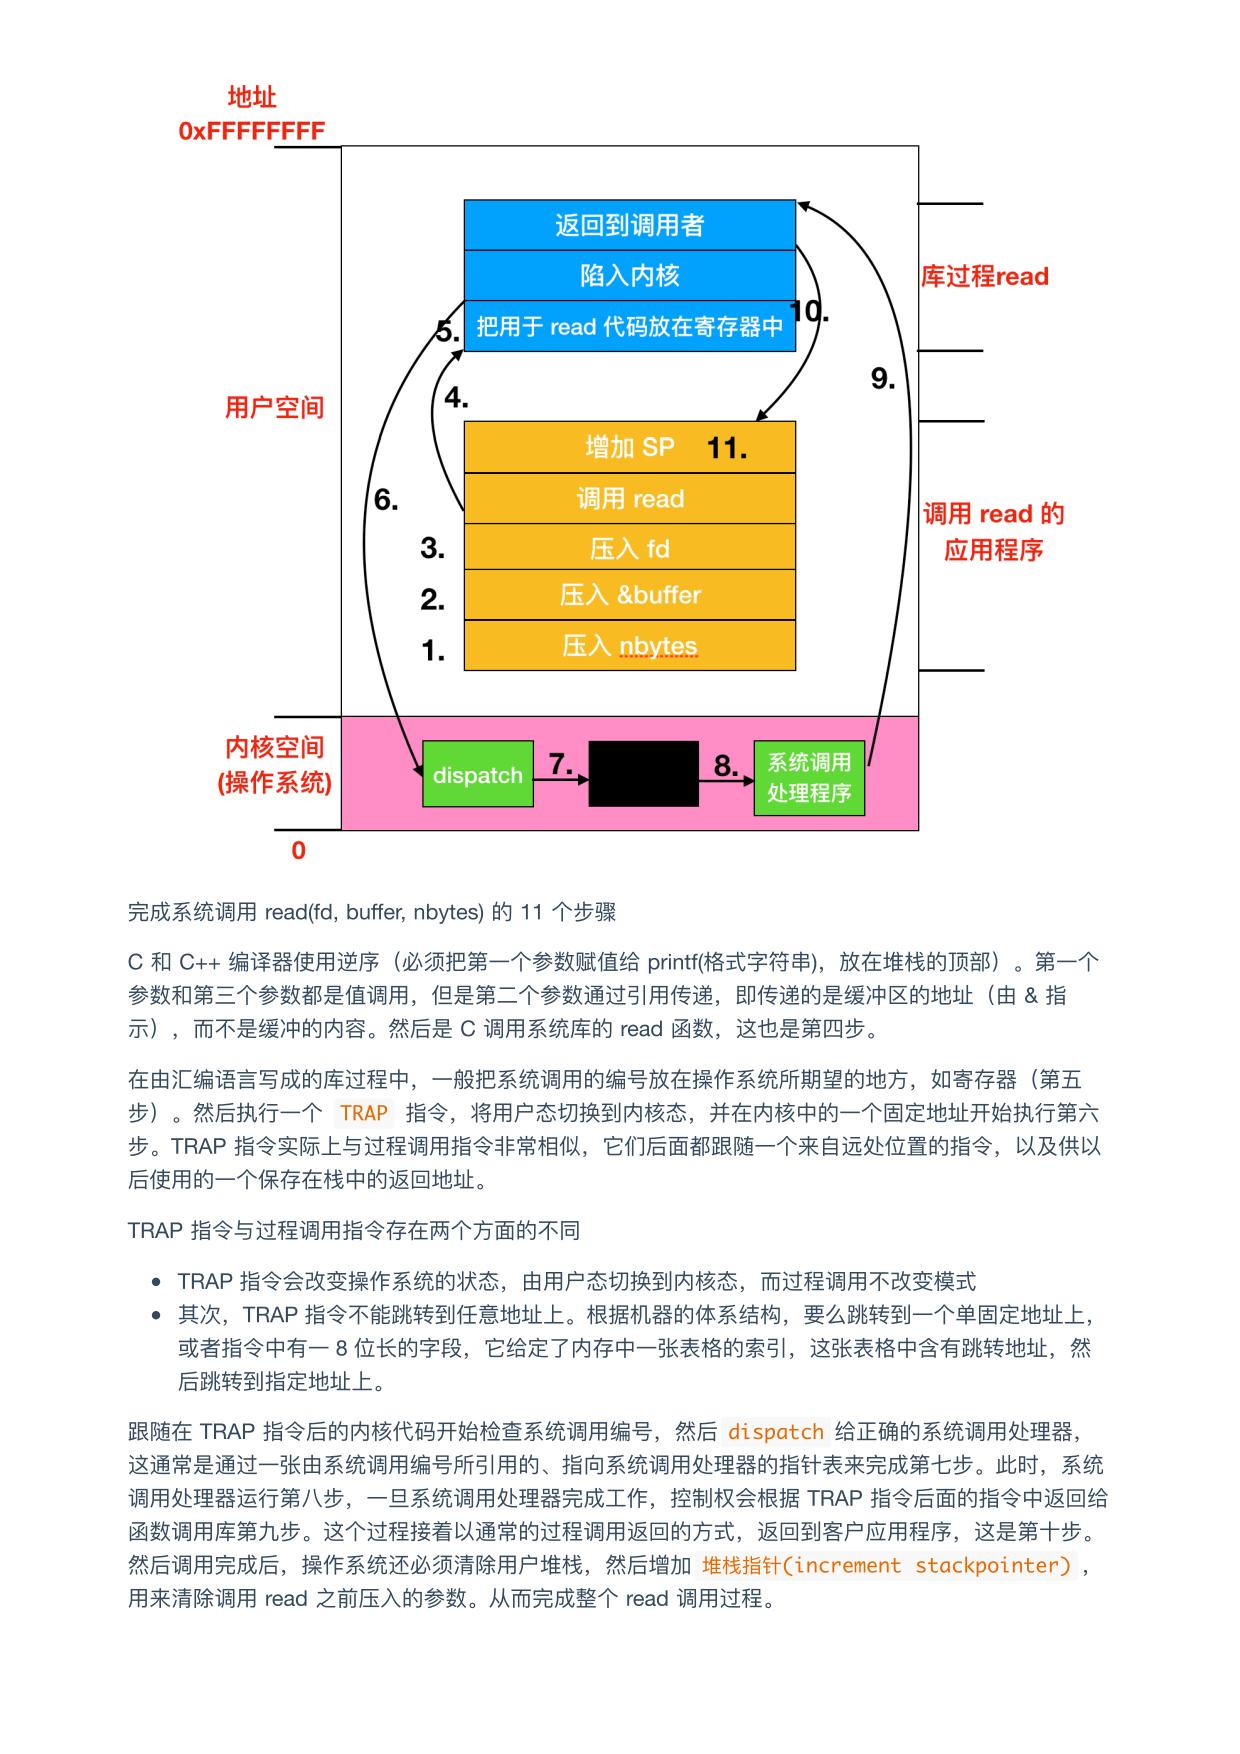 地址
0xFFFFFFFF
返回到调用者
陷入内核
库过程read
10.
5.
把用于 read 代码放在寄存器中
9.
4.
用户空间
增加 SP 11.
6.
调用 read
调用 read 的
应用程序
3.
压入 fd
2.
压入 &buffer
1.
压入 nbytes
内核空间
(操作系统)
dispatch
7.
8.
系统调用
处理程序
0
完成系统调用 read(fd, buffer, nbytes) 的 11 个步骤
C 和 C++ 编译器使用逆序（必须把第一个参数赋值给 printf(格式字符串)，放在堆栈的顶部）。第一个
参数和第三个参数都是值调用，但是第二个参数通过引用传递，即传递的是缓冲区的地址（由 & 指
示），而不是缓冲的内容。然后是 C 调用系统库的 read 函数，这也是第四步。
在由汇编语言写成的库过程中，一般把系统调用的编号放在操作系统所期望的地方，如寄存器（第五
步）。然后执行一个 TRAP 指令，将用户态切换到内核态，并在内核中的一个固定地址开始执行第六
步。TRAP 指令实际上与过程调用指令非常相似，它们后面都跟随一个来自远处位置的指令，以及供以
后使用的一个保存在栈中的返回地址。
TRAP 指令与过程调用指令存在两个方面的不同
• TRAP 指令会改变操作系统的状态，由用户态切换到内核态，而过程调用不改变模式
• 其次，TRAP 指令不能跳转到任意地址上。根据机器的体系结构，要么跳转到一个单固定地址上，
或者指令中有一 8 位长的字段，它给定了内存中一张表格的索引，这张表格中含有跳转地址，然
后跳转到指定地址上。
跟随在 TRAP 指令后的内核代码开始检查系统调用编号，然后 dispatch 给正确的系统调用处理器，
这通常是通过一张由系统调用编号所引用的、指向系统调用处理器的指针表来完成第七步。此时，系统
调用处理器运行第八步，一旦系统调用处理器完成工作，控制权会根据 TRAP 指令后面的指令中返回给
函数调用库第九步。这个过程接着以通常的过程调用返回的方式，返回到客户应用程序，这是第十步。
然后调用完成后，操作系统还必须清除用户堆栈，然后增加 堆栈指针(increment stackpointer) ，
用来清除调用 read 之前压入的参数。从而完成整个 read 调用过程。